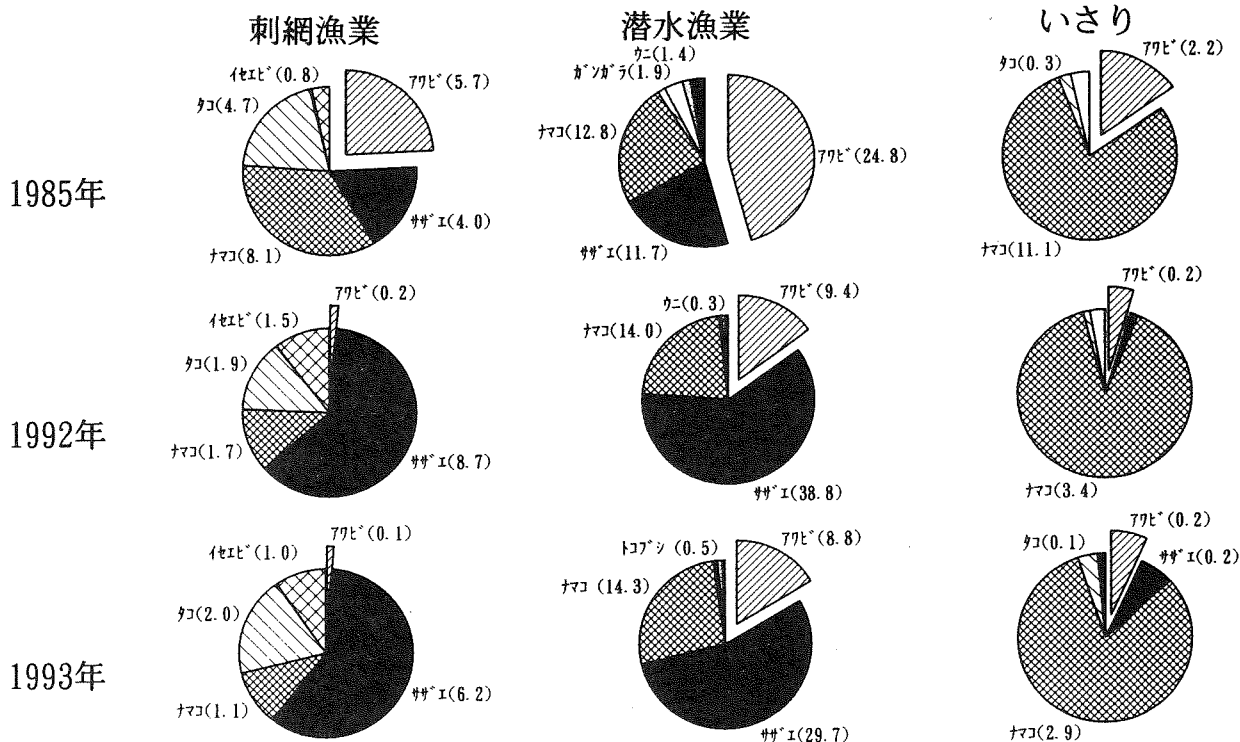 刺網漁業
潜水漁業
いさり
1985年
ｲｾｴﾋﾞ(0.8)
ｱﾜﾋﾞ(5.7)
ﾀｺ(4.7)
ｻｻﾞｴ(4.0)
ﾅﾏｺ(8.1)
ｳﾆ(1.4)
ｶﾞﾝｶﾞﾗ(1.9)
ﾅﾏｺ(12.8)
ｱﾜﾋﾞ(24.8)
ｻｻﾞｴ(11.7)
ﾀｺ(0.3)
ｱﾜﾋﾞ(2.2)
ﾅﾏｺ(11.1)
1992年
ｱﾜﾋﾞ(0.2)
ｲｾｴﾋﾞ(1.5)
ﾀｺ(1.9)
ﾅﾏｺ(1.7)
ｻｻﾞｴ(8.7)
ｳﾆ(0.3)
ｱﾜﾋﾞ(9.4)
ﾅﾏｺ(14.0)
ｻｻﾞｴ(38.8)
ｱﾜﾋﾞ(0.2)
ﾅﾏｺ(3.4)
1993年
ｱﾜﾋﾞ(0.1)
ｲｾｴﾋﾞ(1.0)
ﾀｺ(2.0)
ﾅﾏｺ(1.1)
ｻｻﾞｴ(6.2)
ﾄｺﾌﾞｼ (0.5)
ｱﾜﾋﾞ(8.8)
ﾅﾏｺ (14.3)
ｻｻﾞｴ(29.7)
ｱﾜﾋﾞ(0.2)
ﾀｺ(0.1)
ｻｻﾞｴ(0.2)
ﾅﾏｺ(2.9)